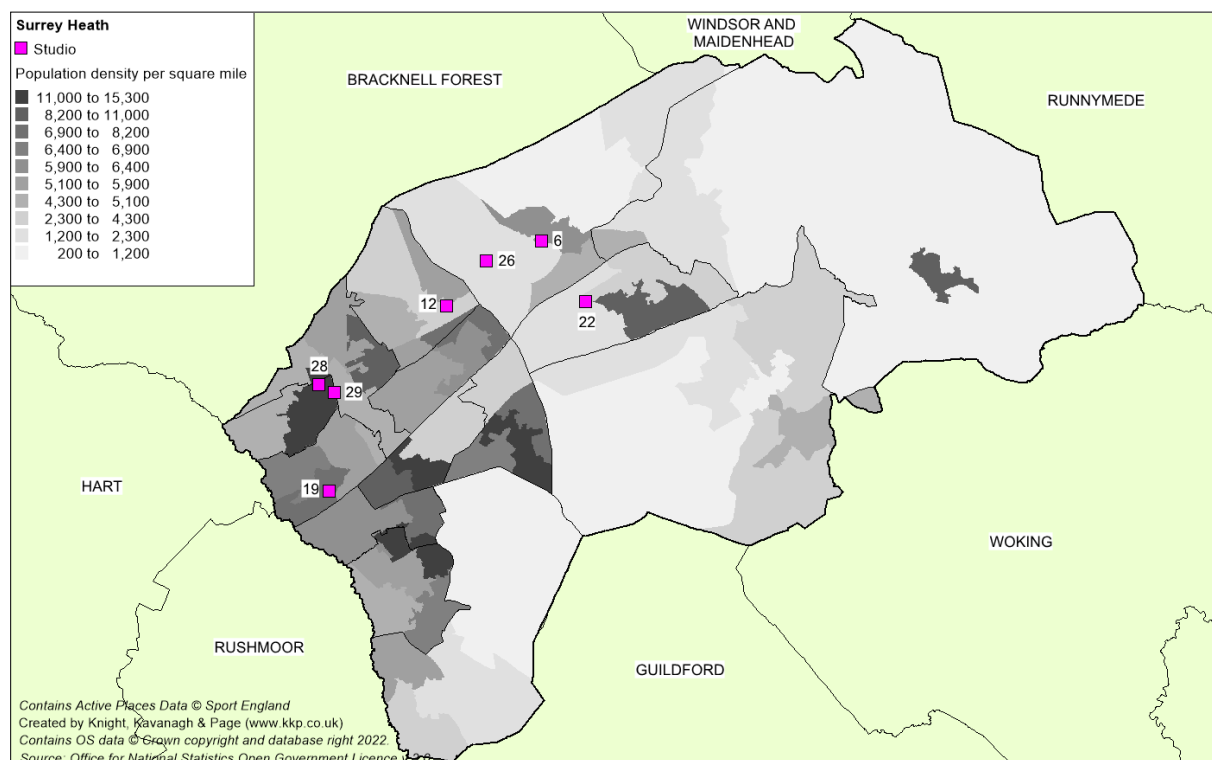 Surrey Heath
Studio
Population density per square mile
11,000 to 15,300
8,200 to 11,000
6,900 to 8,200
6,400 to 6,900
5,900 to 6,400
5,100 to 5,900
4,300 to 5,100
2,300 to 4,300
1,200 to 2,300
200 to 1,200
WINDSOR AND
MAIDENHEAD
BRACKNELL FOREST
RUNNYMEDE
6
26
12
22
28
29
19
HART
WOKING
RUSHMOOR
GUILDFORD
Contains Active Places Data © Sport England
Created by Knight, Kavanagh & Page (www.kkp.co.uk)
Contains OS data © Crown copyright and database right 2022.
Source: Office for National Statistics Open Government Licence